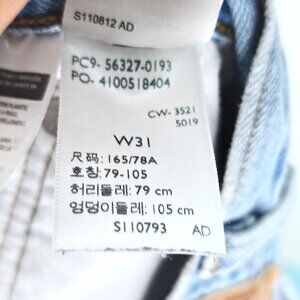 S110812 AD
PC9- 56327-0193
PO- 4100518404
CW- 3521
5019
W31
尺码: 165/78A
호칭: 79-105
허리둘레: 79 cm
엉덩이둘레: 105 cm
S110793 AD